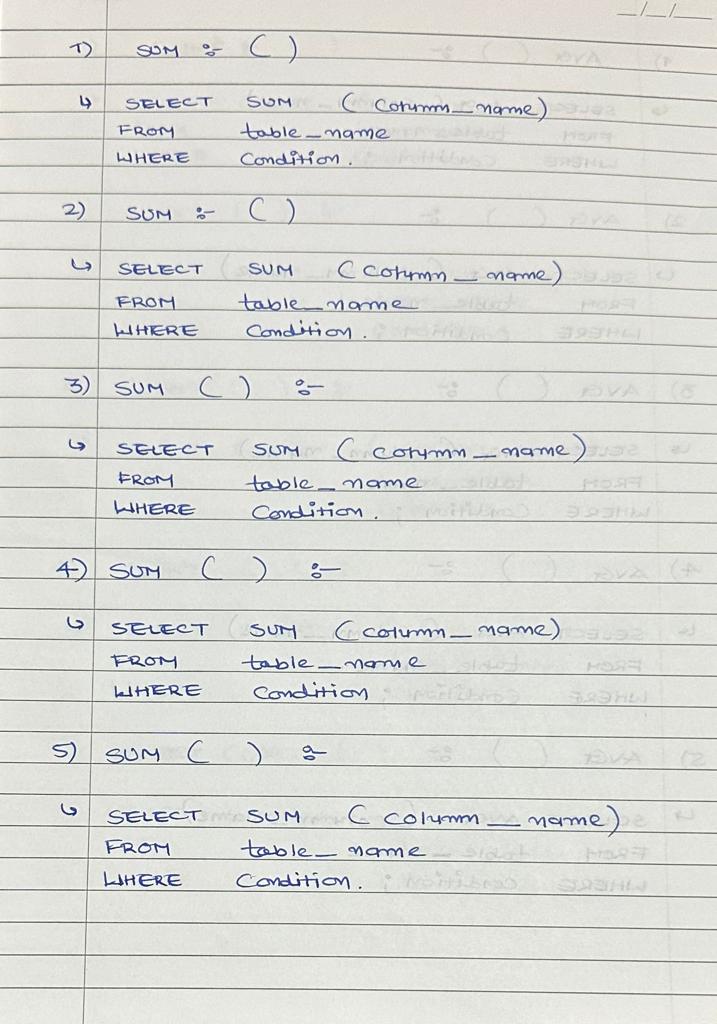 __/__/____
1) SUM :- ( )
↳ SELECT SUM (column_name)
FROM table_name
WHERE Condition.
2) SUM :- ( )
↳ SELECT SUM (column_name)
FROM table_name
WHERE Condition.
3) SUM ( ) :-
↳ SELECT SUM (column_name)
FROM table_name
WHERE Condition.
4) SUM ( ) :-
↳ SELECT SUM (column_name)
FROM table_name
WHERE Condition
5) SUM ( ) :-
↳ SELECT SUM (column_name)
FROM table_name
WHERE Condition.